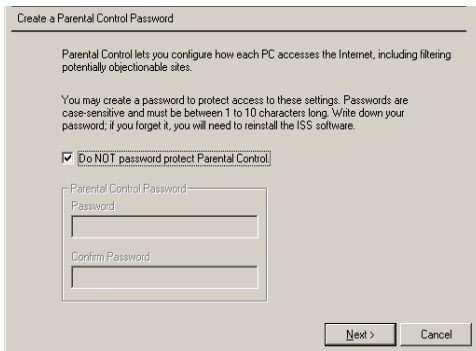 Create a Parental Control Password
Parental Control lets you configure how each PC accesses the Internet, including filtering
potentially objectionable sites.
You may create a password to protect access to these settings. Passwords are
case-sensitive and must be between 1 to 10 characters long. Write down your
password; if you forget it, you will need to reinstall the ISS software.
Do NOT password protect Parental Control.
Parental Control Password
Password
Confirm Password
Next >
Cancel